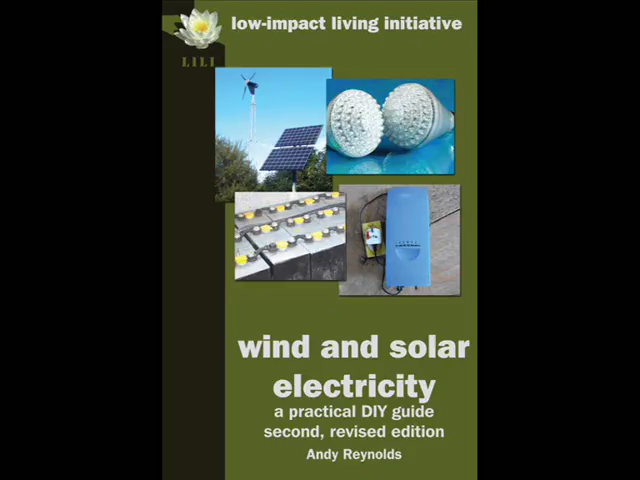 low-impact living initiative
LILI
wind and solar
electricity
a practical DIY guide
second, revised edition
Andy Reynolds